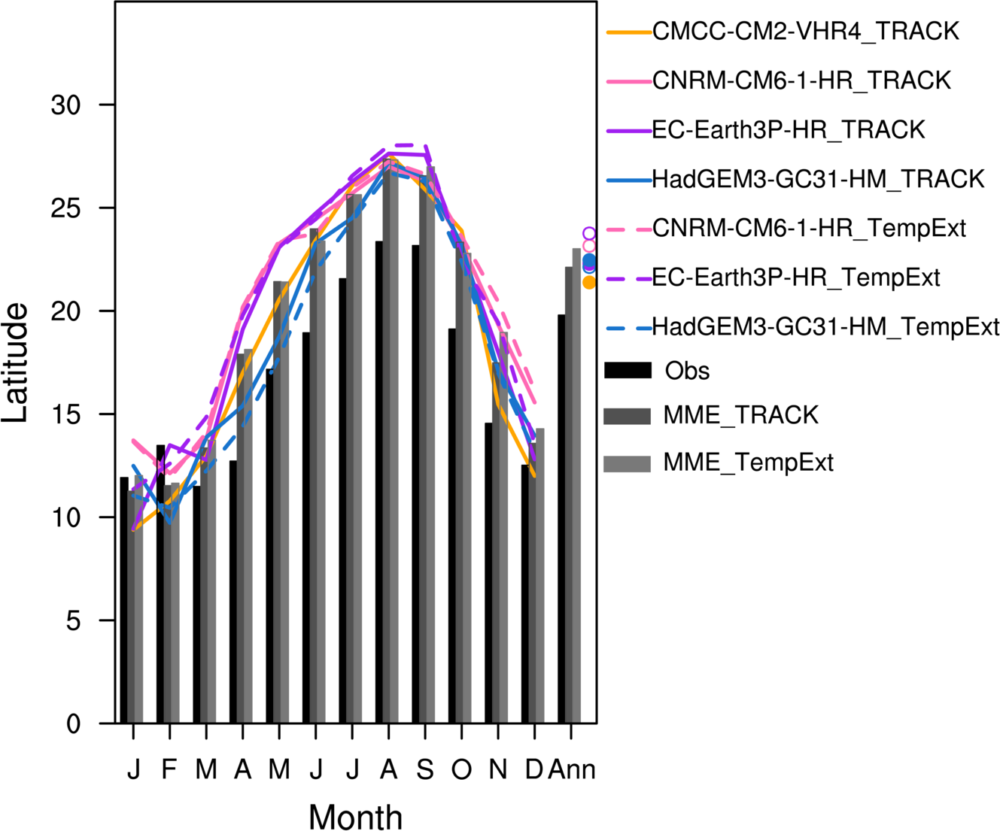 CMCC-CM2-VHR4_TRACK
CNRM-CM6-1-HR_TRACK
EC-Earth3P-HR_TRACK
HadGEM3-GC31-HM_TRACK
CNRM-CM6-1-HR_TempExt
EC-Earth3P-HR_TempExt
HadGEM3-GC31-HM_TempExt
Obs
MME_TRACK
MME_TempExt
Latitude
30
25
20
15
10
5
0
J F M A M J J A S O N D Ann
Month